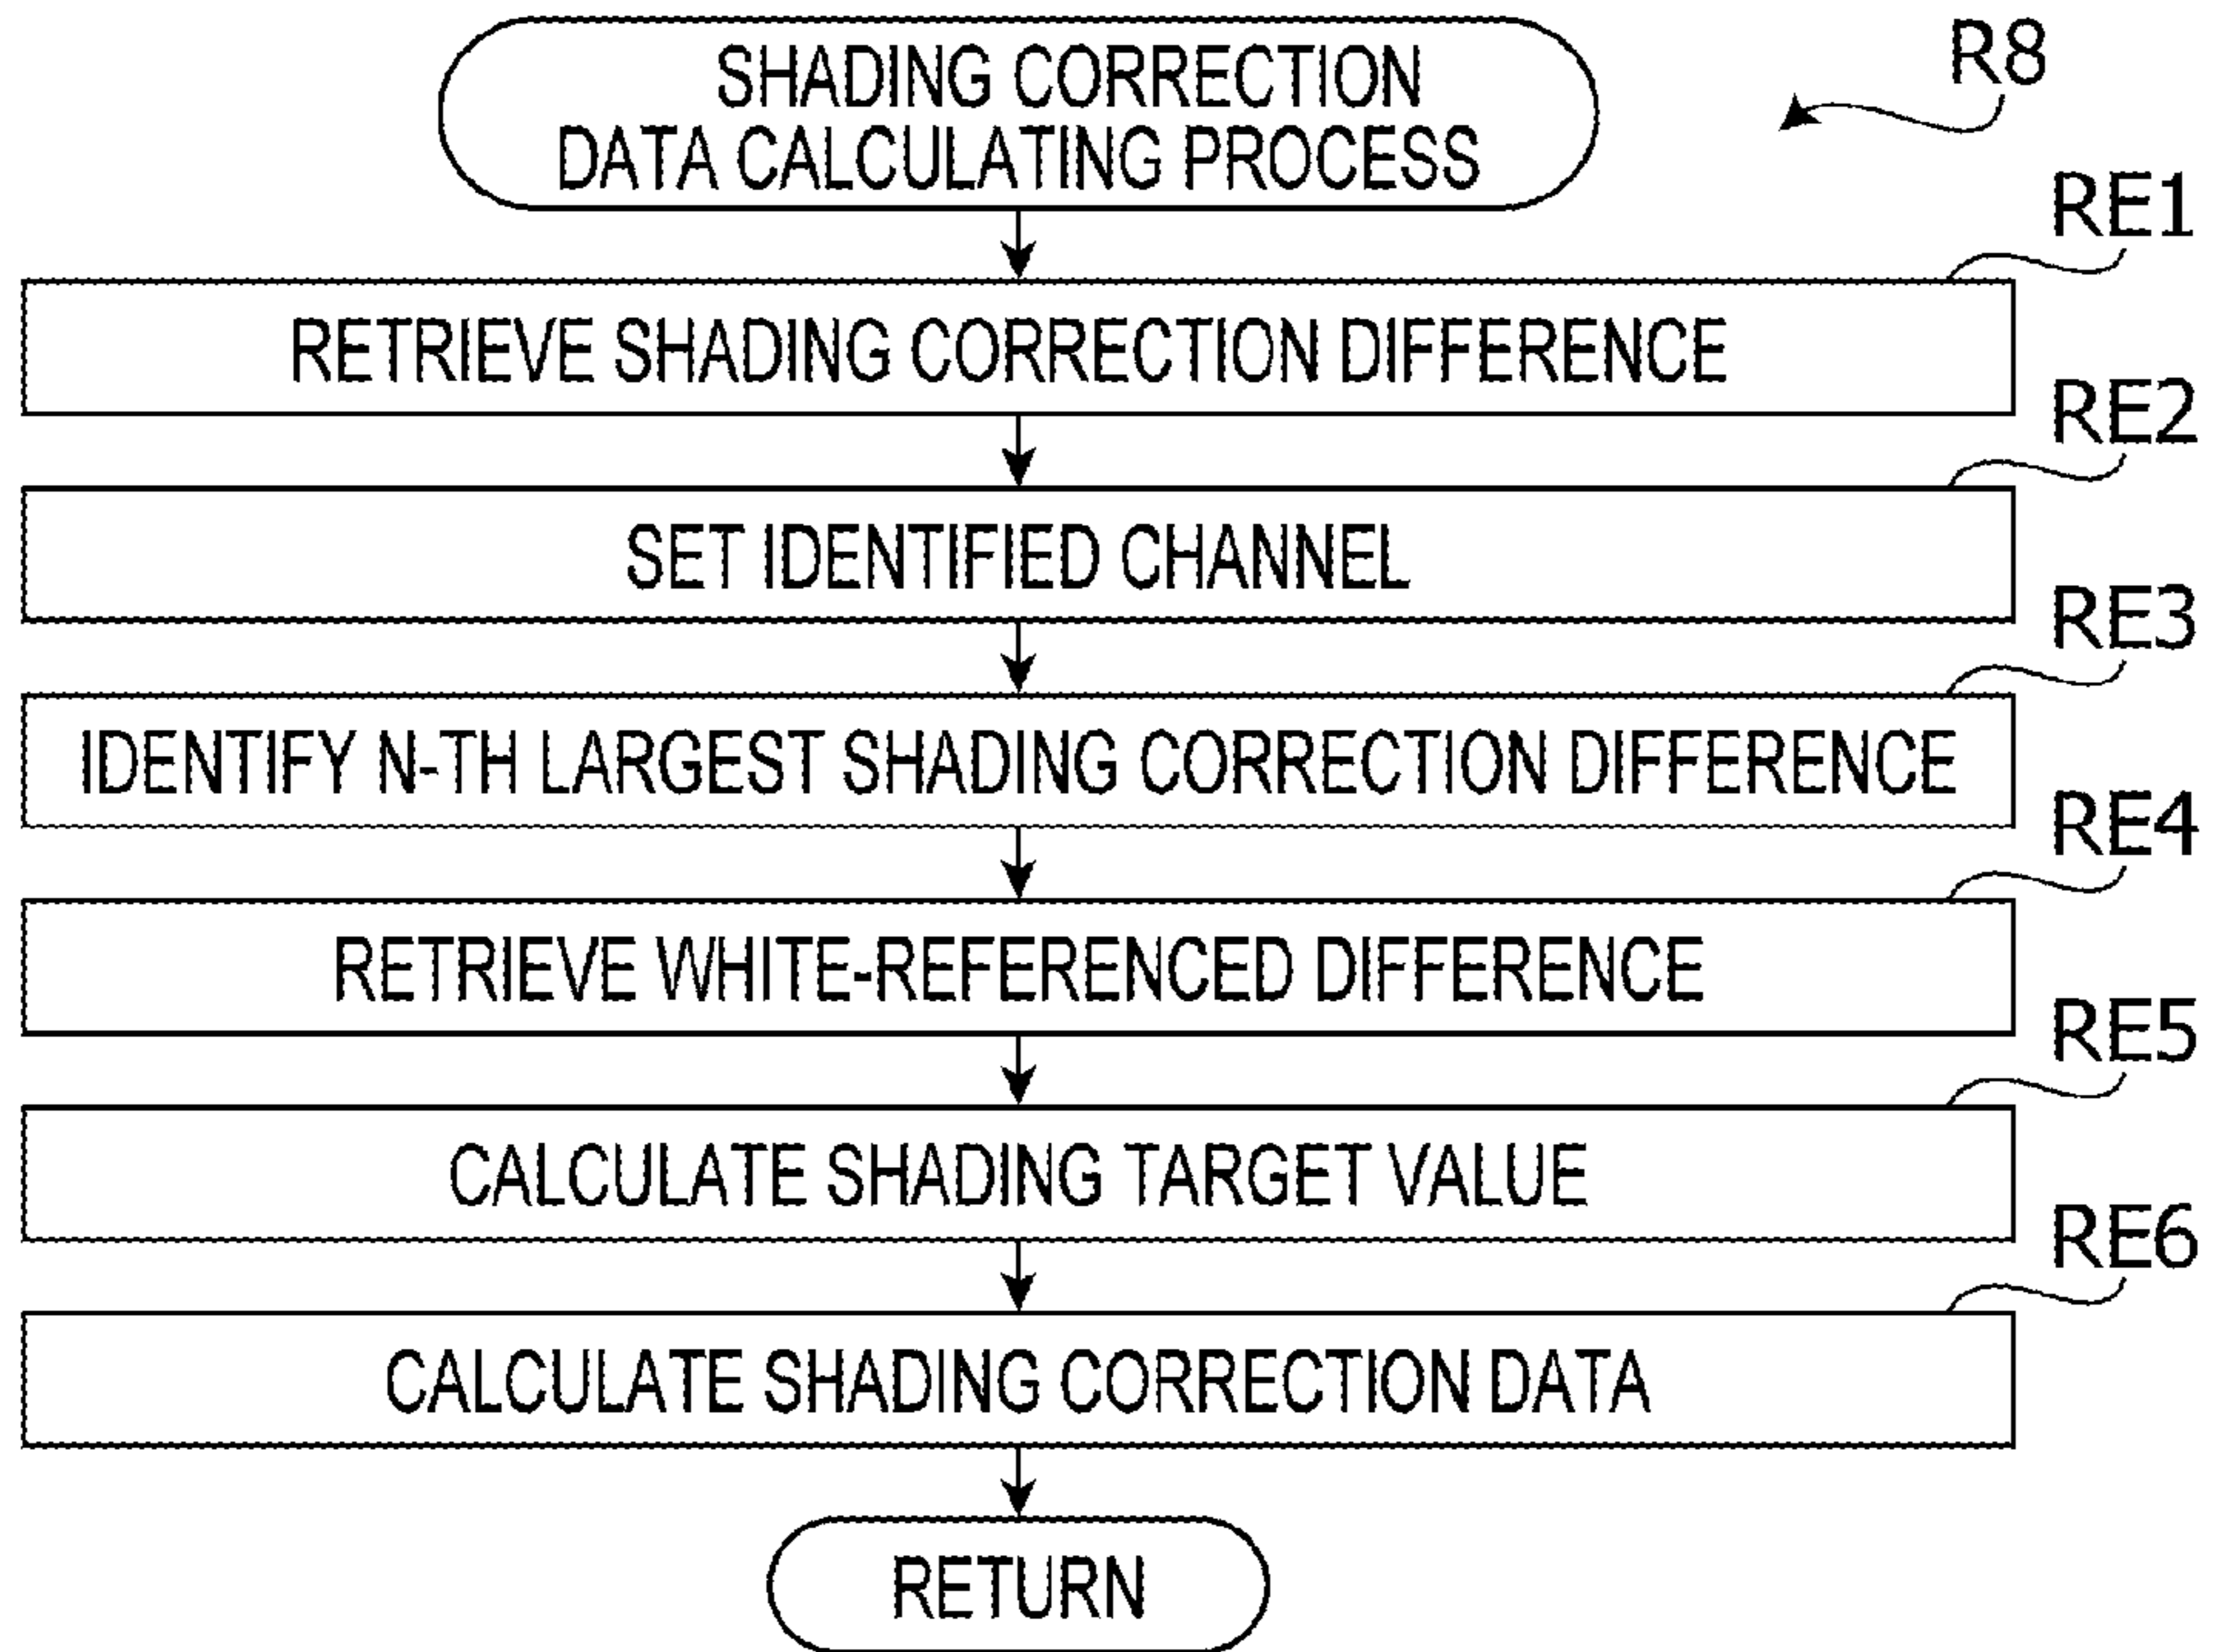 SHADING CORRECTION
DATA CALCULATING PROCESS
R8
RE1
RETRIEVE SHADING CORRECTION DIFFERENCE
RE2
SET IDENTIFIED CHANNEL
RE3
IDENTIFY N-TH LARGEST SHADING CORRECTION DIFFERENCE
RE4
RETRIEVE WHITE-REFERENCED DIFFERENCE
RE5
CALCULATE SHADING TARGET VALUE
RE6
CALCULATE SHADING CORRECTION DATA
RETURN